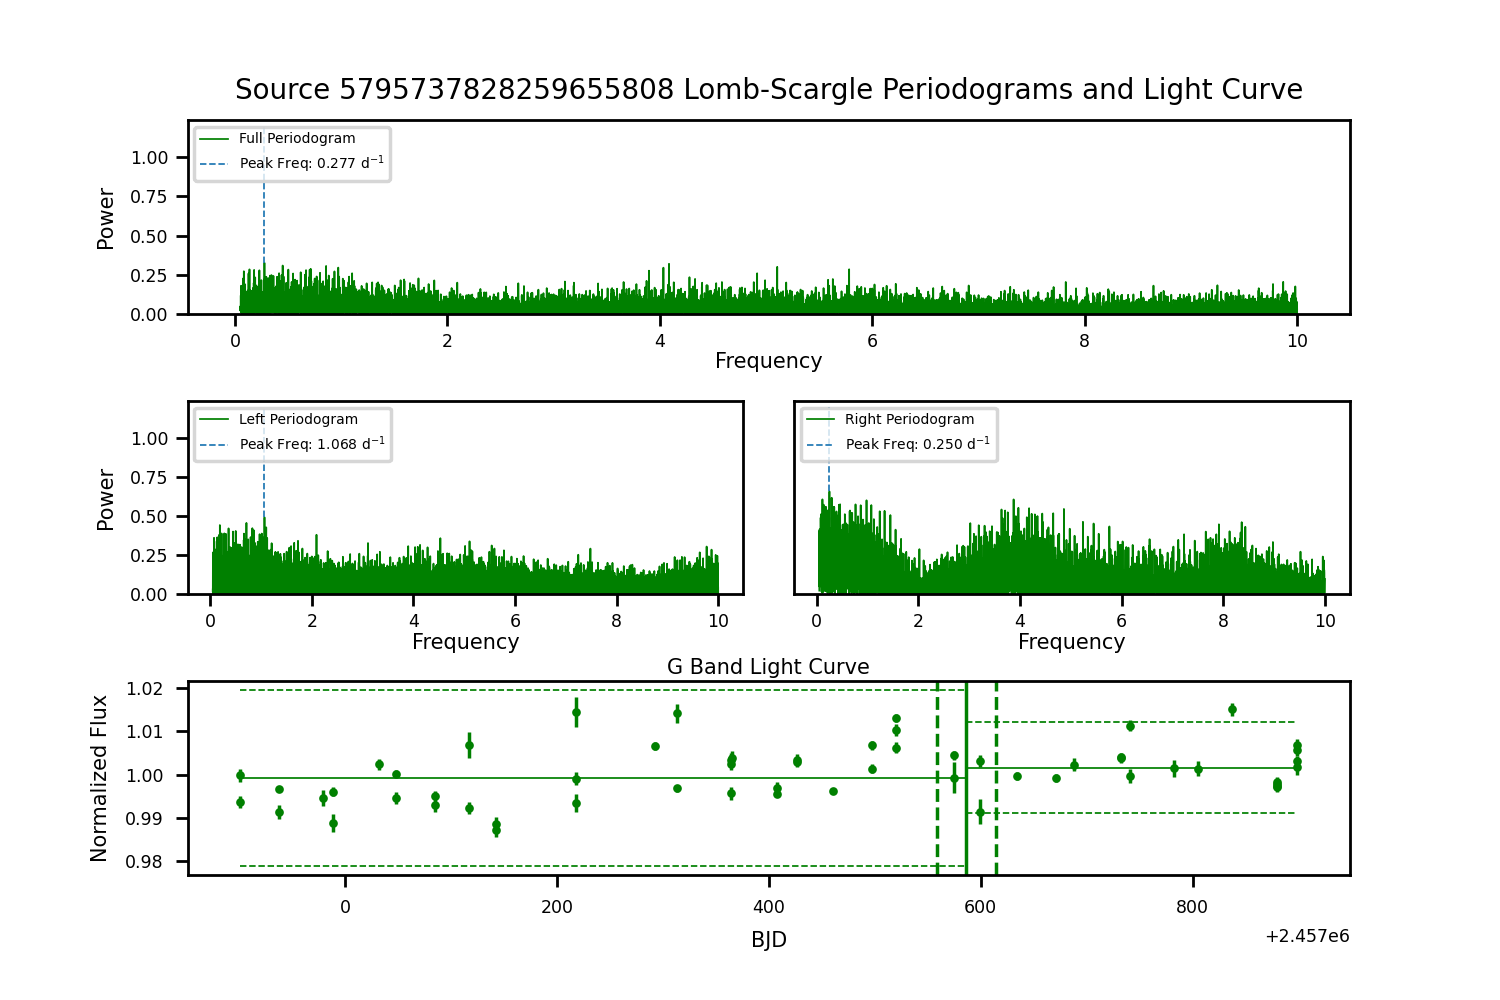 Source 5795737828259655808 Lomb-Scargle Periodograms and Light Curve
Full Periodogram
Peak Freq: 0.277 d⁻¹
Power
1.00
0.75
0.50
0.25
0.00
0 2 4 6 8 10
Frequency
Left Periodogram
Peak Freq: 1.068 d⁻¹
Power
1.00
0.75
0.50
0.25
0.00
0 2 4 6 8 10
Frequency
Right Periodogram
Peak Freq: 0.250 d⁻¹
0 2 4 6 8 10
Frequency
G Band Light Curve
Normalized Flux
1.02
1.01
1.00
0.99
0.98
0 200 400 600 800
BJD
+2.457e6